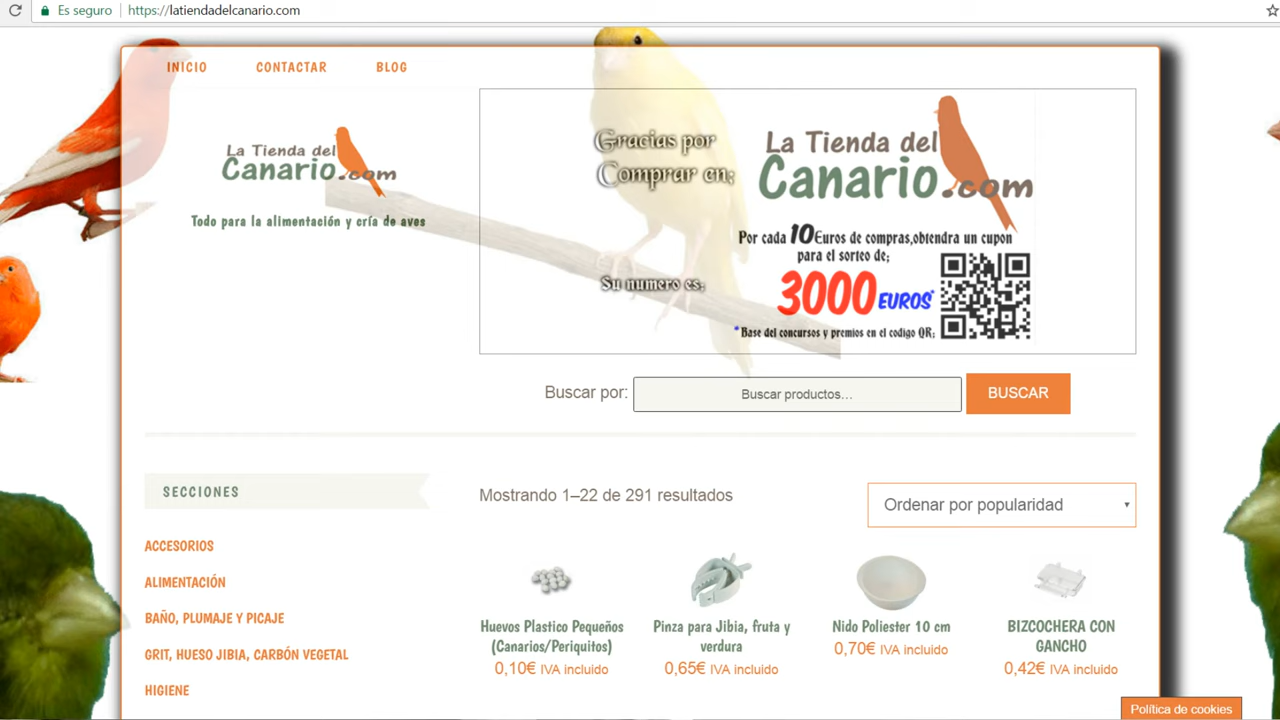 Es seguro
https://latiendadelcanario.com
INICIO
CONTACTAR
BLOG
La Tienda del
Canario.com
Todo para la alimentación y cría de aves
Gracias por
Comprar en;
Su numero es;
La Tienda del
Canario.com
Por cada 10Euros de compras,obtendra un cupon
para el sorteo de;
3000 EUROS*
*Base del concursos y premios en el codigo QR;
Buscar por:
Buscar productos…
BUSCAR
SECCIONES
ACCESORIOS
ALIMENTACIÓN
BAÑO, PLUMAJE Y PICAJE
GRIT, HUESO JIBIA, CARBÓN VEGETAL
HIGIENE
Mostrando 1–22 de 291 resultados
Ordenar por popularidad
Huevos Plastico Pequeños
(Canarios/Periquitos)
0,10€ IVA incluido
Pinza para Jibia, fruta y
verdura
0,65€ IVA incluido
Nido Poliester 10 cm
0,70€ IVA incluido
BIZCOCHERA CON
GANCHO
0,42€ IVA incluido
Política de cookies